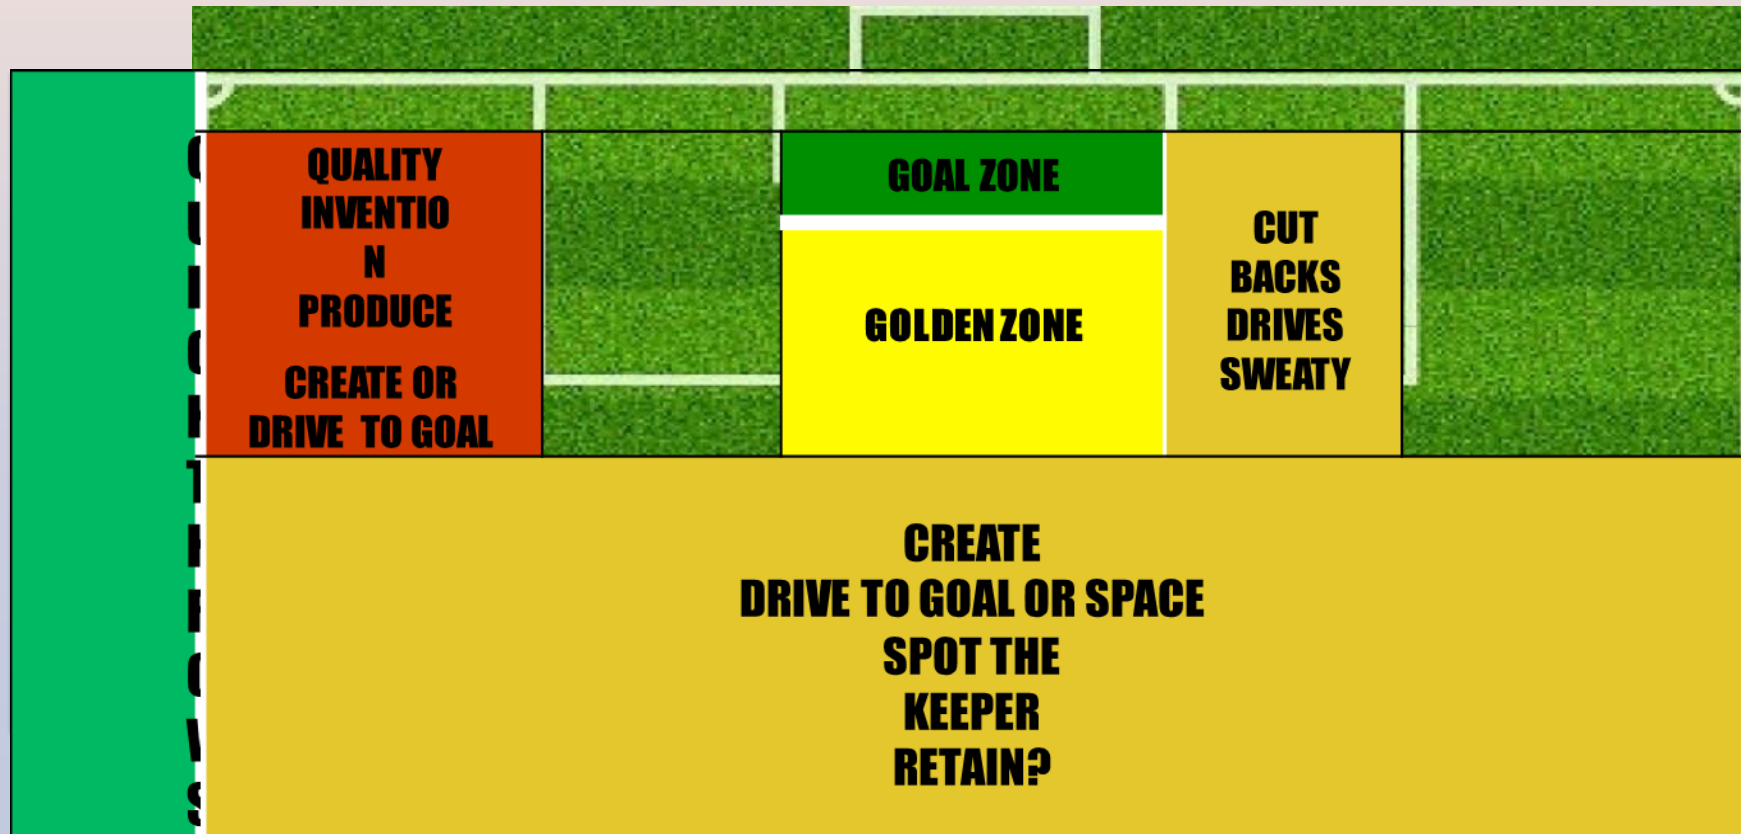 QUALITY
INVENTIO
N
PRODUCE
CREATE OR
DRIVE TO GOAL
GOAL ZONE
GOLDEN ZONE
CUT
BACKS
DRIVES
SWEATY
CREATE
DRIVE TO GOAL OR SPACE
SPOT THE
KEEPER
RETAIN?